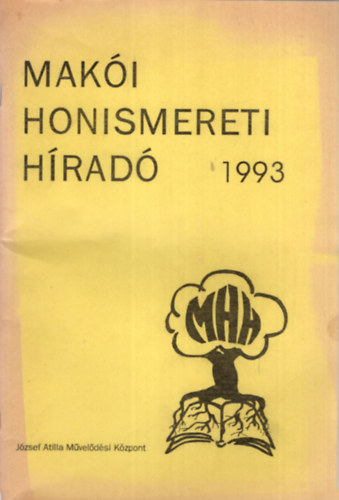 MAKÓI
HONISMERETI
HÍRADÓ 1993
MHH
József Attila Művelődési Központ